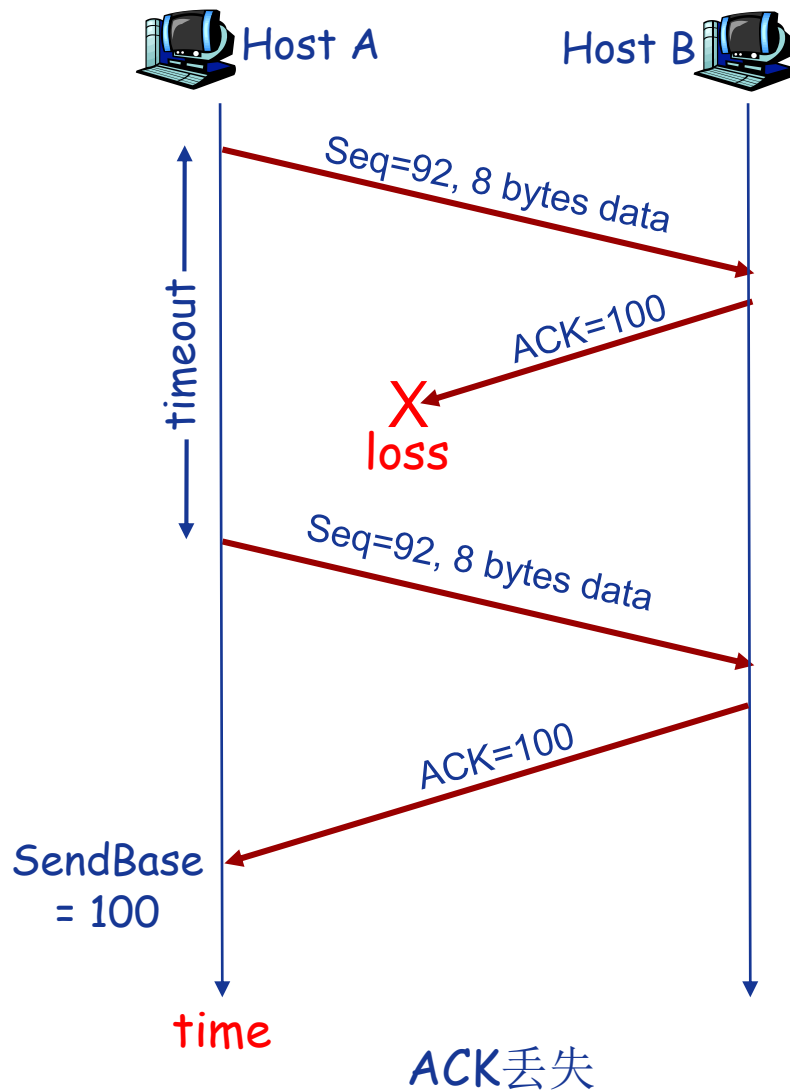 Host A
Host B
Seq=92, 8 bytes data
timeout
ACK=100
X
loss
Seq=92, 8 bytes data
ACK=100
SendBase
= 100
time
ACK丢失